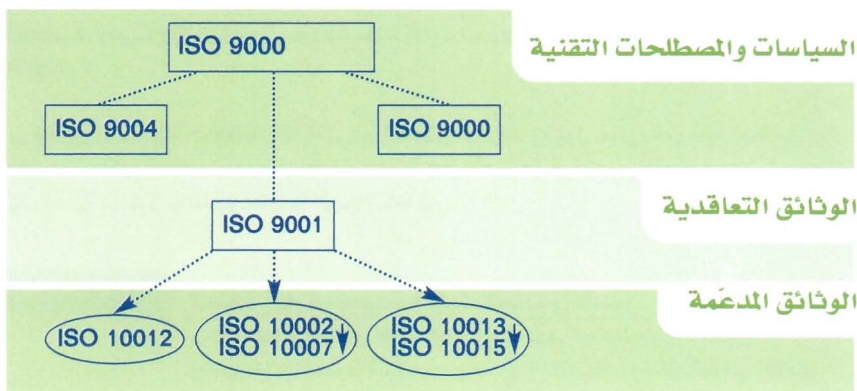 السياسات والمصطلحات التقنية
ISO 9000
ISO 9004
ISO 9000
الوثائق التعاقدية
ISO 9001
الوثائق المدعّمة
ISO 10012
ISO 10002
ISO 10007
ISO 10013
ISO 10015